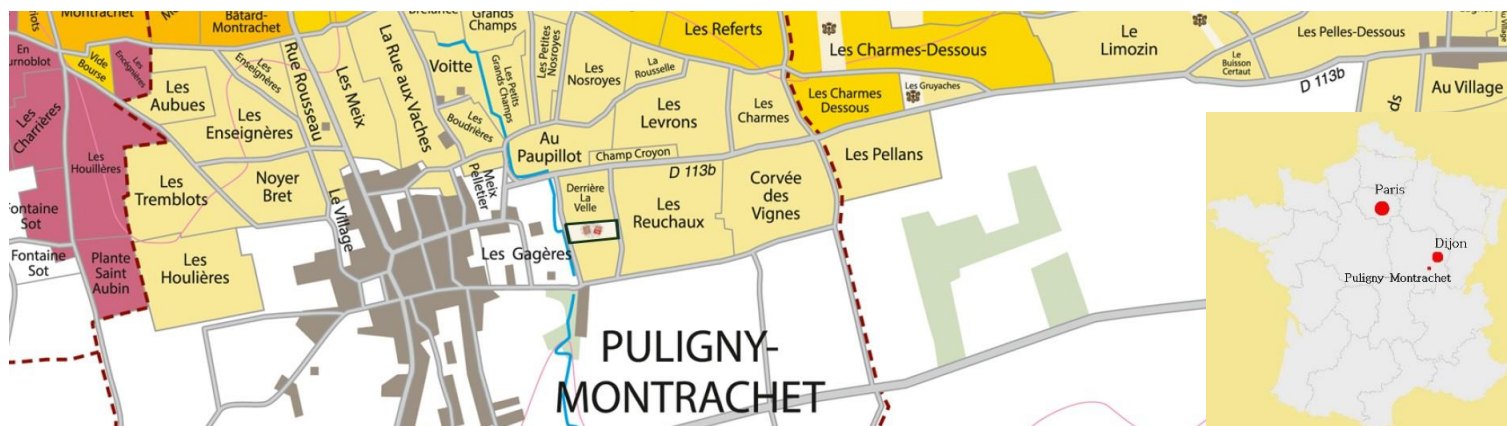 Montrachet
Bâtard-
Montrachet
En
Vide
Bourse
Les
Encégnières
Les
Charrières
Les
Houillères
Fontaine
Sot
Fontaine
Sot
Plante
Saint
Aubin
Les
Aubues
Les
Enseignères
Les
Enseignères
Rue Rousseau
Les Meix
La Rue aux Vaches
Voitte
Grands
Champs
Les Petits
Grands Champs
Les Petites
Nosroyes
Les
Nosroyes
La
Rousselle
Les Referts
Les Charmes-Dessous
Le
Limozin
Le
Buisson
Certaut
Les Pelles-Dessous
D 113b
Au Village
Les Charmes
Dessous
Les Gruyaches
Les
Boudrières
Au
Paupillot
Les
Levrons
Les
Charmes
Les Pellans
Champ Croyon
D 113b
Les
Tremblots
Noyer
Bret
Le Village
Meix
Pelletier
Derrière
La
Velle
Les
Reuchaux
Corvée
des
Vignes
Les
Houlières
Les Gagères
PULIGNY-
MONTRACHET
Paris
Dijon
Puligny-Montrachet